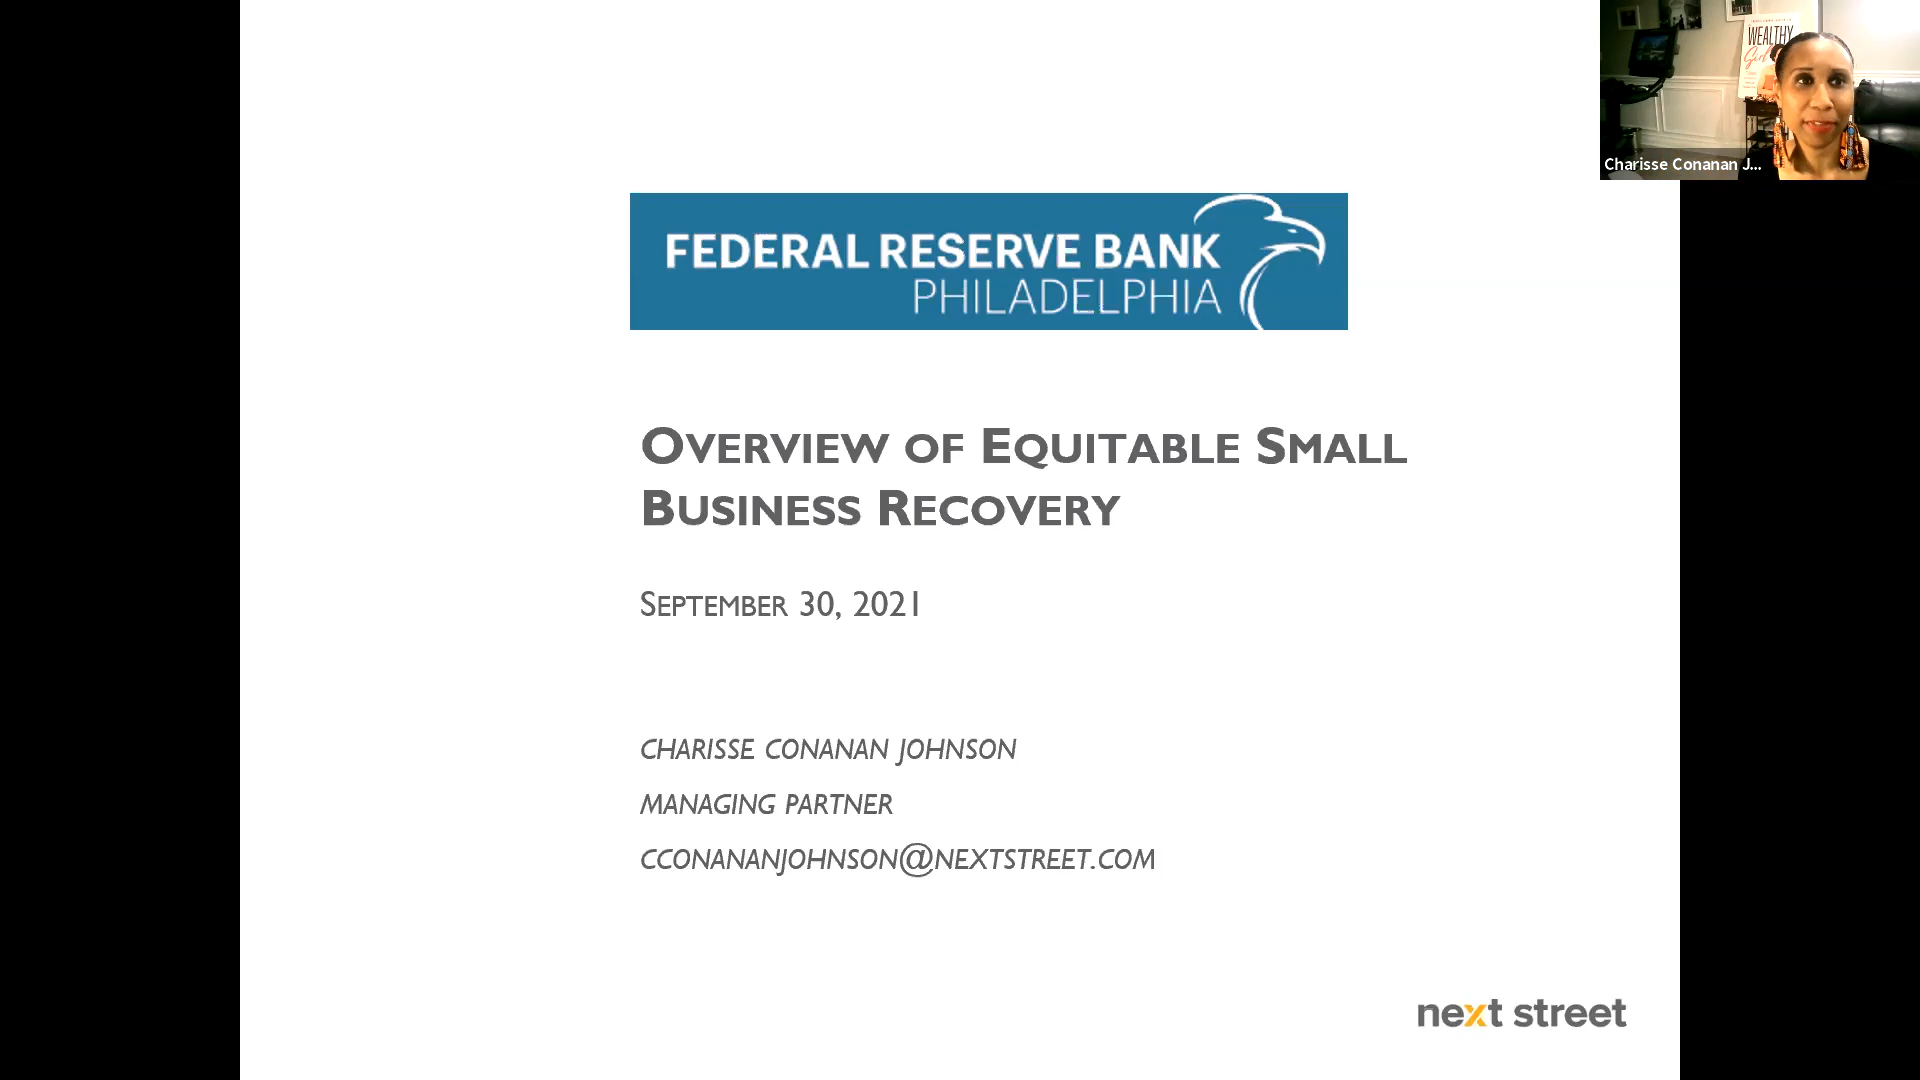 WEALTHY
Girl
Charisse Conanan J...
FEDERAL RESERVE BANK
PHILADELPHIA
OVERVIEW OF EQUITABLE SMALL
BUSINESS RECOVERY
SEPTEMBER 30, 2021
CHARISSE CONANAN JOHNSON
MANAGING PARTNER
CCONANANJOHNSON@NEXTSTREET.COM
next street